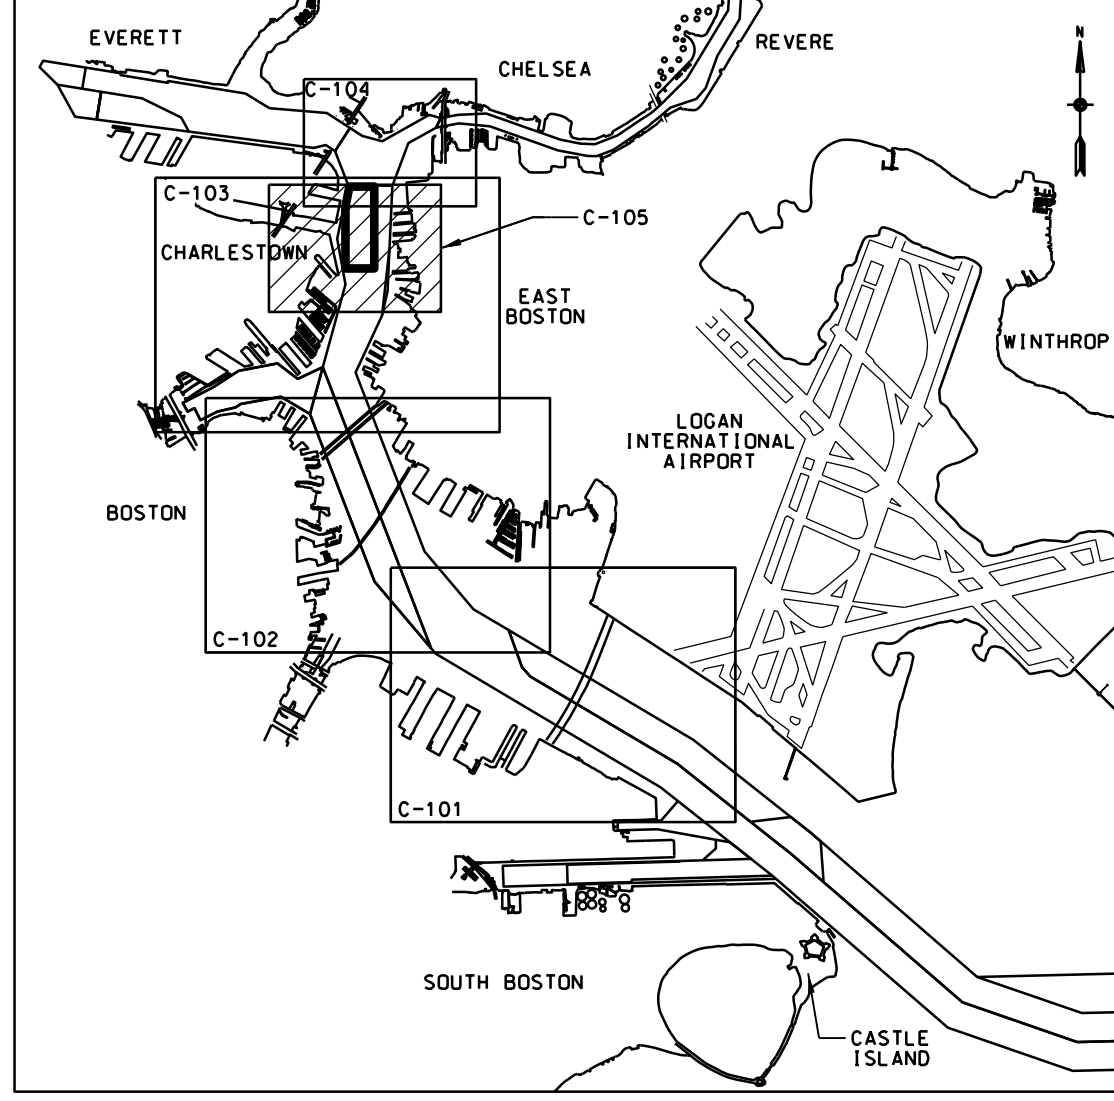 EVERETT
N
REVERE
CHELSEA
C-104
C-103
C-105
CHARLESTOWN
EAST
BOSTON
WINTHROP
LOGAN
INTERNATIONAL
AIRPORT
BOSTON
C-102
C-101
SOUTH BOSTON
CASTLE
ISLAND